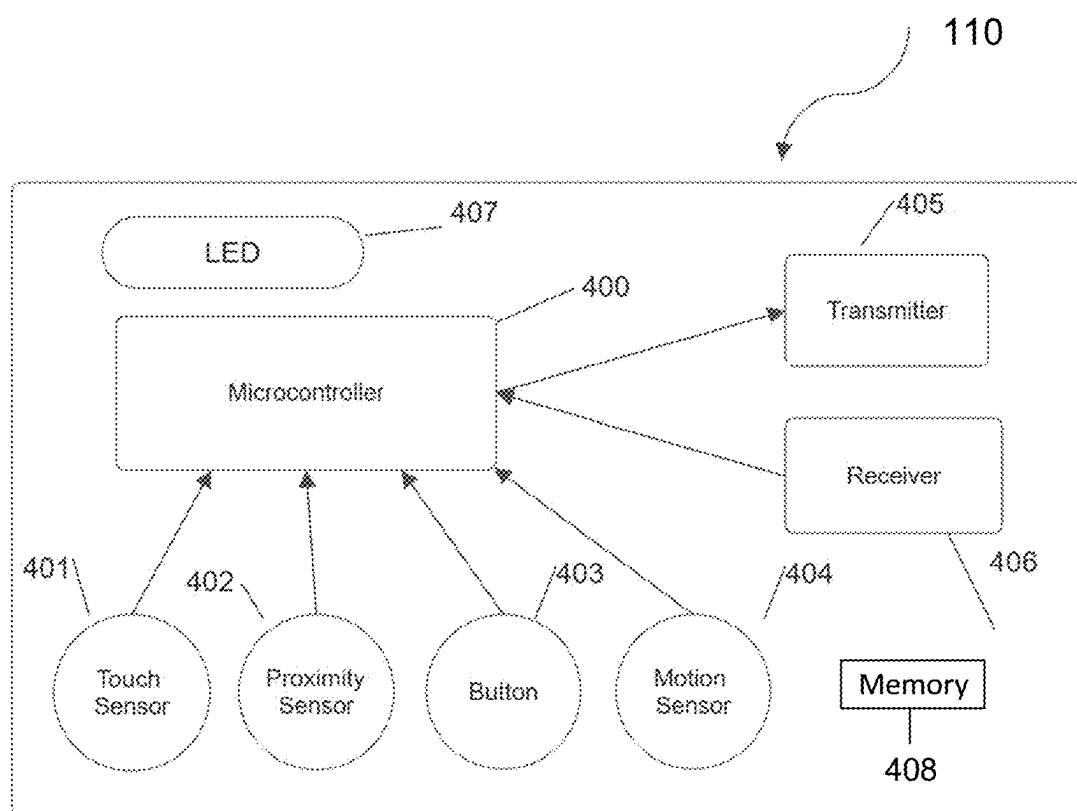 110
407
LED
405
400
Transmitter
Microcontroller
Receiver
401
402
403
404
406
Touch
Sensor
Proximity
Sensor
Button
Motion
Sensor
Memory
408